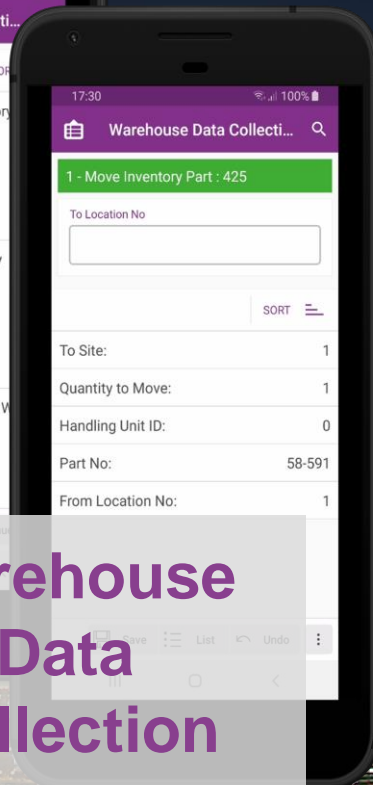 ti...
17:30 100%
Warehouse Data Collecti...
1 - Move Inventory Part : 425
To Location No
SORT
To Site: 1
Quantity to Move: 1
Handling Unit ID: 0
Part No: 58-591
From Location No: 1
Save List Undo
rehouse
Data
llection